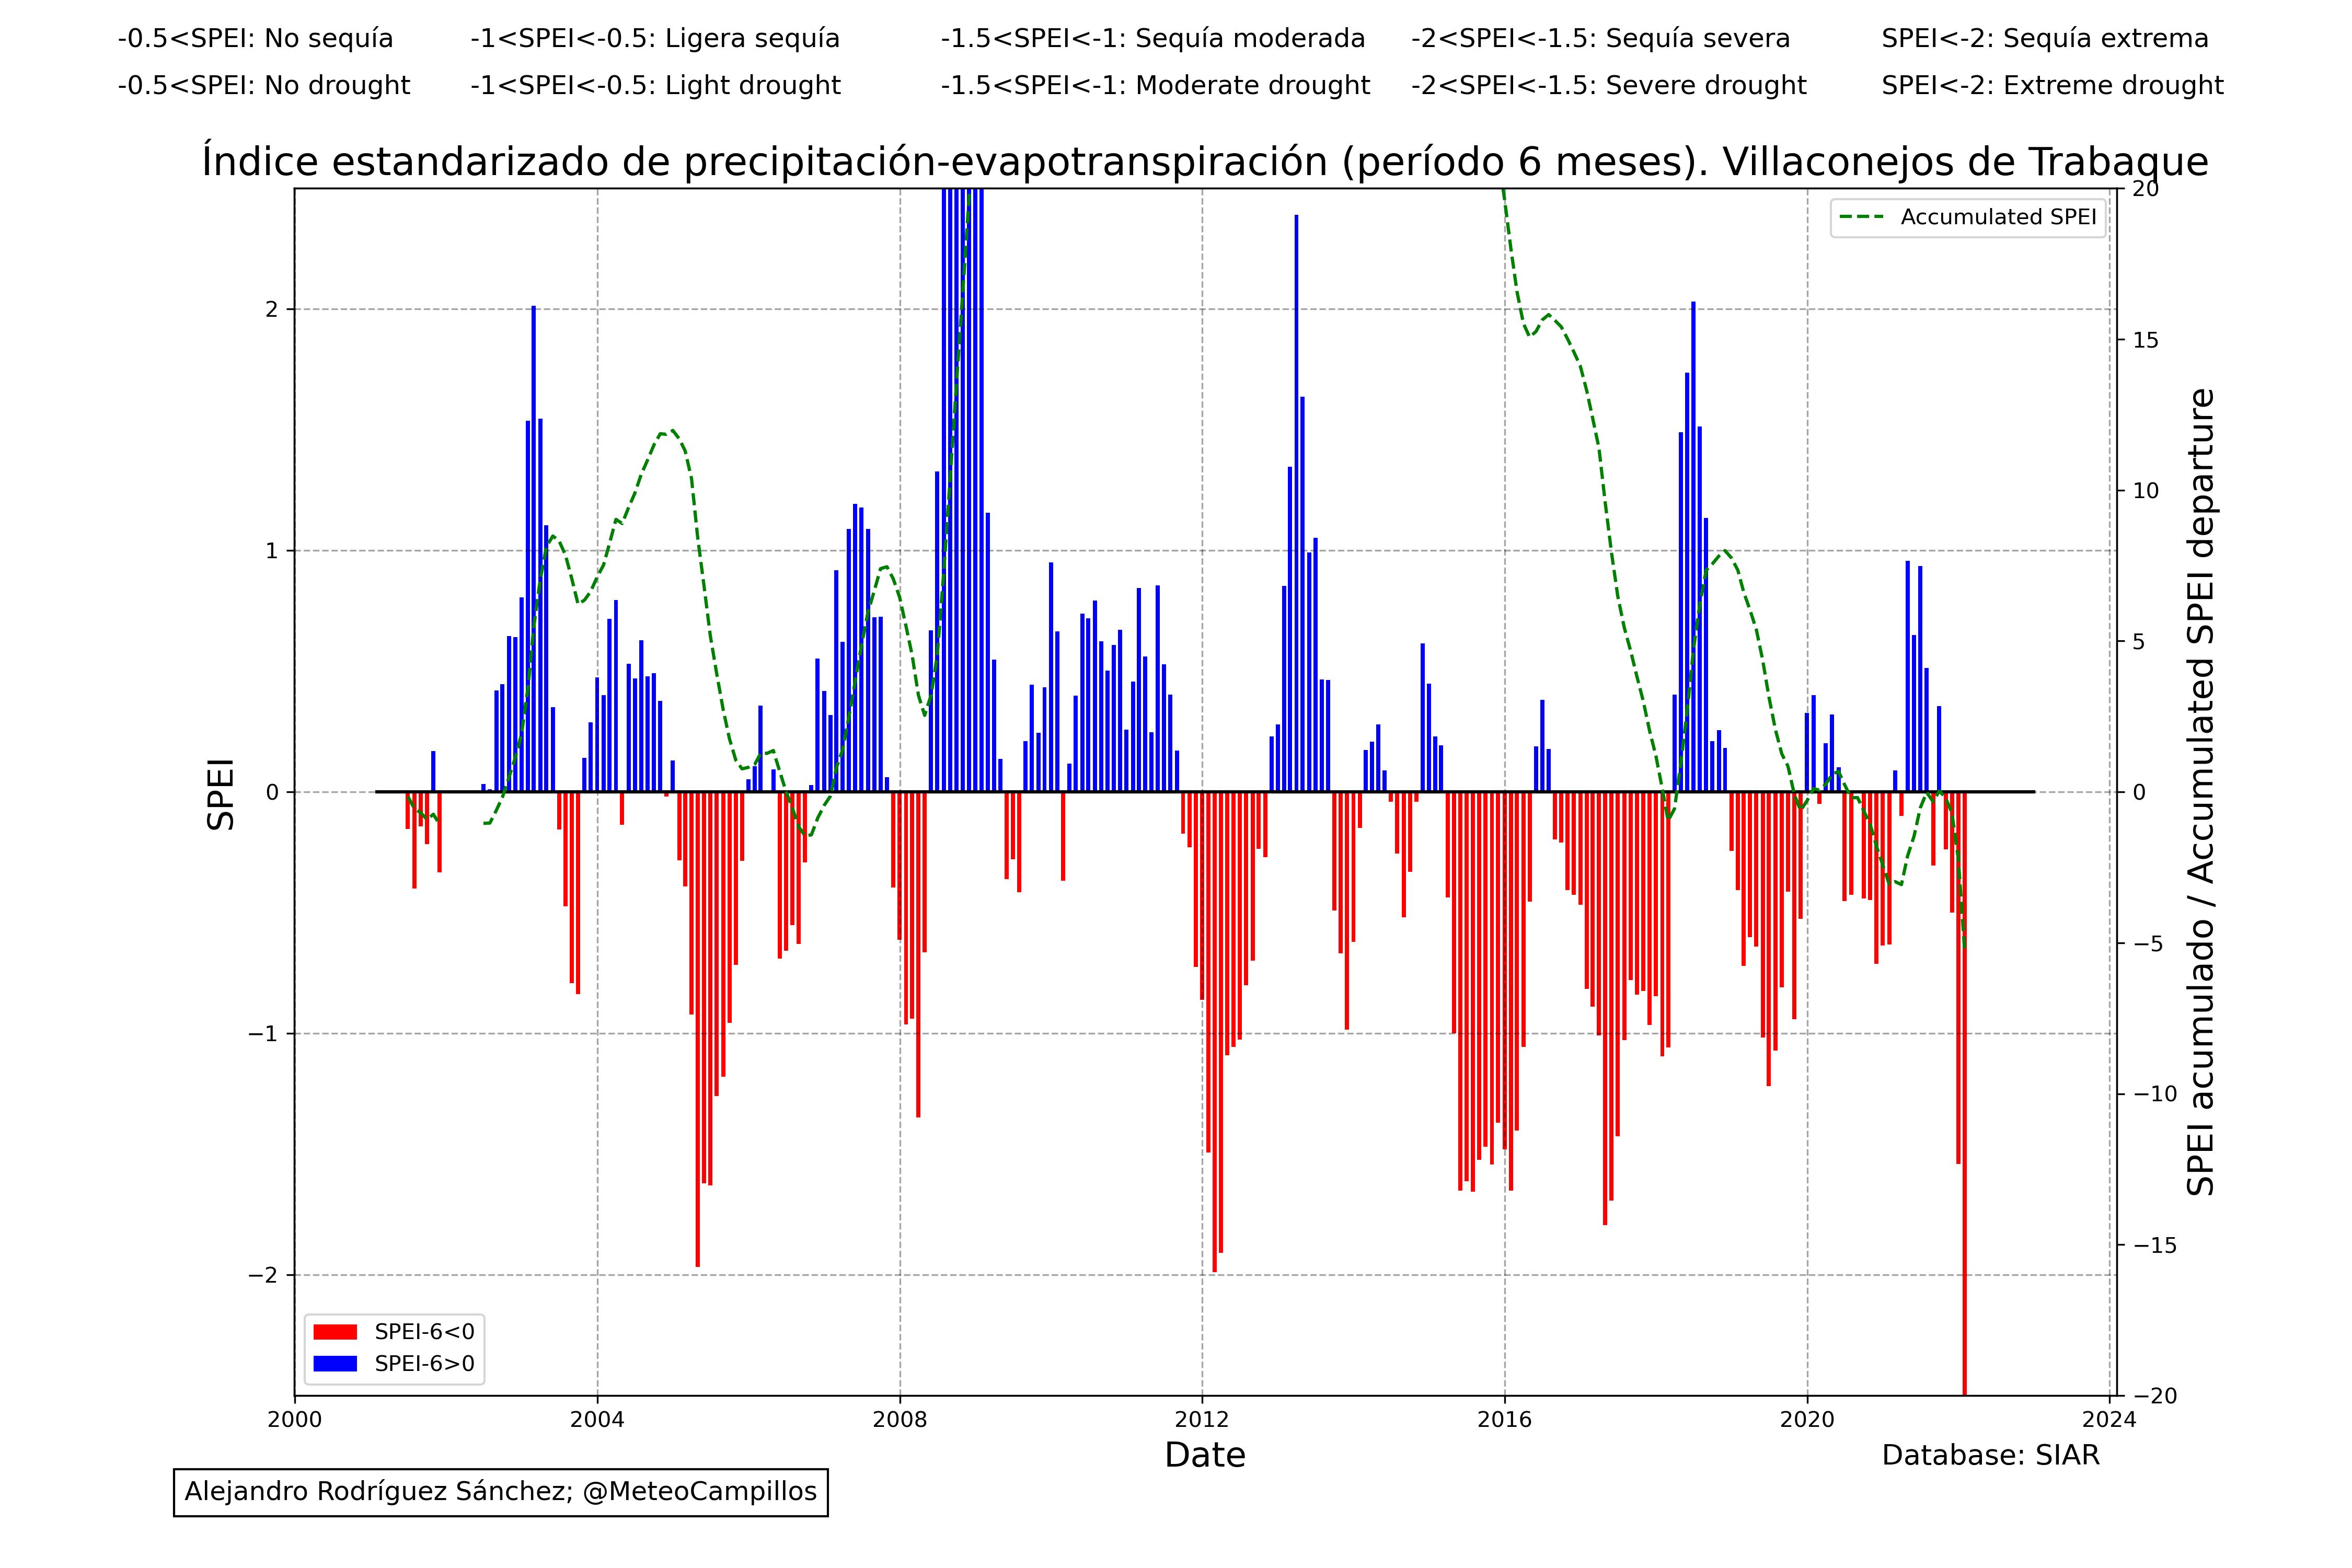 -0.5<SPEI: No sequía -1<SPEI<-0.5: Ligera sequía -1.5<SPEI<-1: Sequía moderada -2<SPEI<-1.5: Sequía severa SPEI<-2: Sequía extrema
-0.5<SPEI: No drought -1<SPEI<-0.5: Light drought -1.5<SPEI<-1: Moderate drought -2<SPEI<-1.5: Severe drought SPEI<-2: Extreme drought
Índice estandarizado de precipitación-evapotranspiración (período 6 meses). Villaconejos de Trabaque
Accumulated SPEI
SPEI
2
1
0
−1
−2
20
15
10
5
0
−5
−10
−15
−20
SPEI acumulado / Accumulated SPEI departure
SPEI-6<0
SPEI-6>0
2000 2004 2008 2012 2016 2020 2024
Date
Database: SIAR
Alejandro Rodríguez Sánchez; @MeteoCampillos